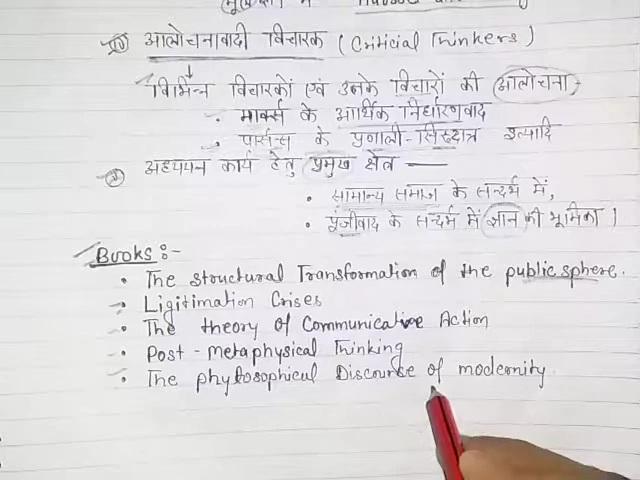 में
आलोचनावादी विचारक (Criticial Thinkers)
विभिन्न विचारकों एवं उनके विचारों की आलोचना
• मार्क्स के आर्थिक निर्धारणवाद
• पार्सन्स के प्रणाली-सिद्धान्त इत्यादि
अध्ययन कार्य हेतु प्रमुख क्षेत्र —
• सामान्य समाज के सन्दर्भ में,
• पूंजीवाद के सन्दर्भ में ज्ञान की भूमिका।
Books:-
• The structural Transformation of the public sphere.
• Ligitimation Crises
• The theory of Communicative Action
• Post-metaphysical Thinking
• The phylosophical Discourse of modernity.